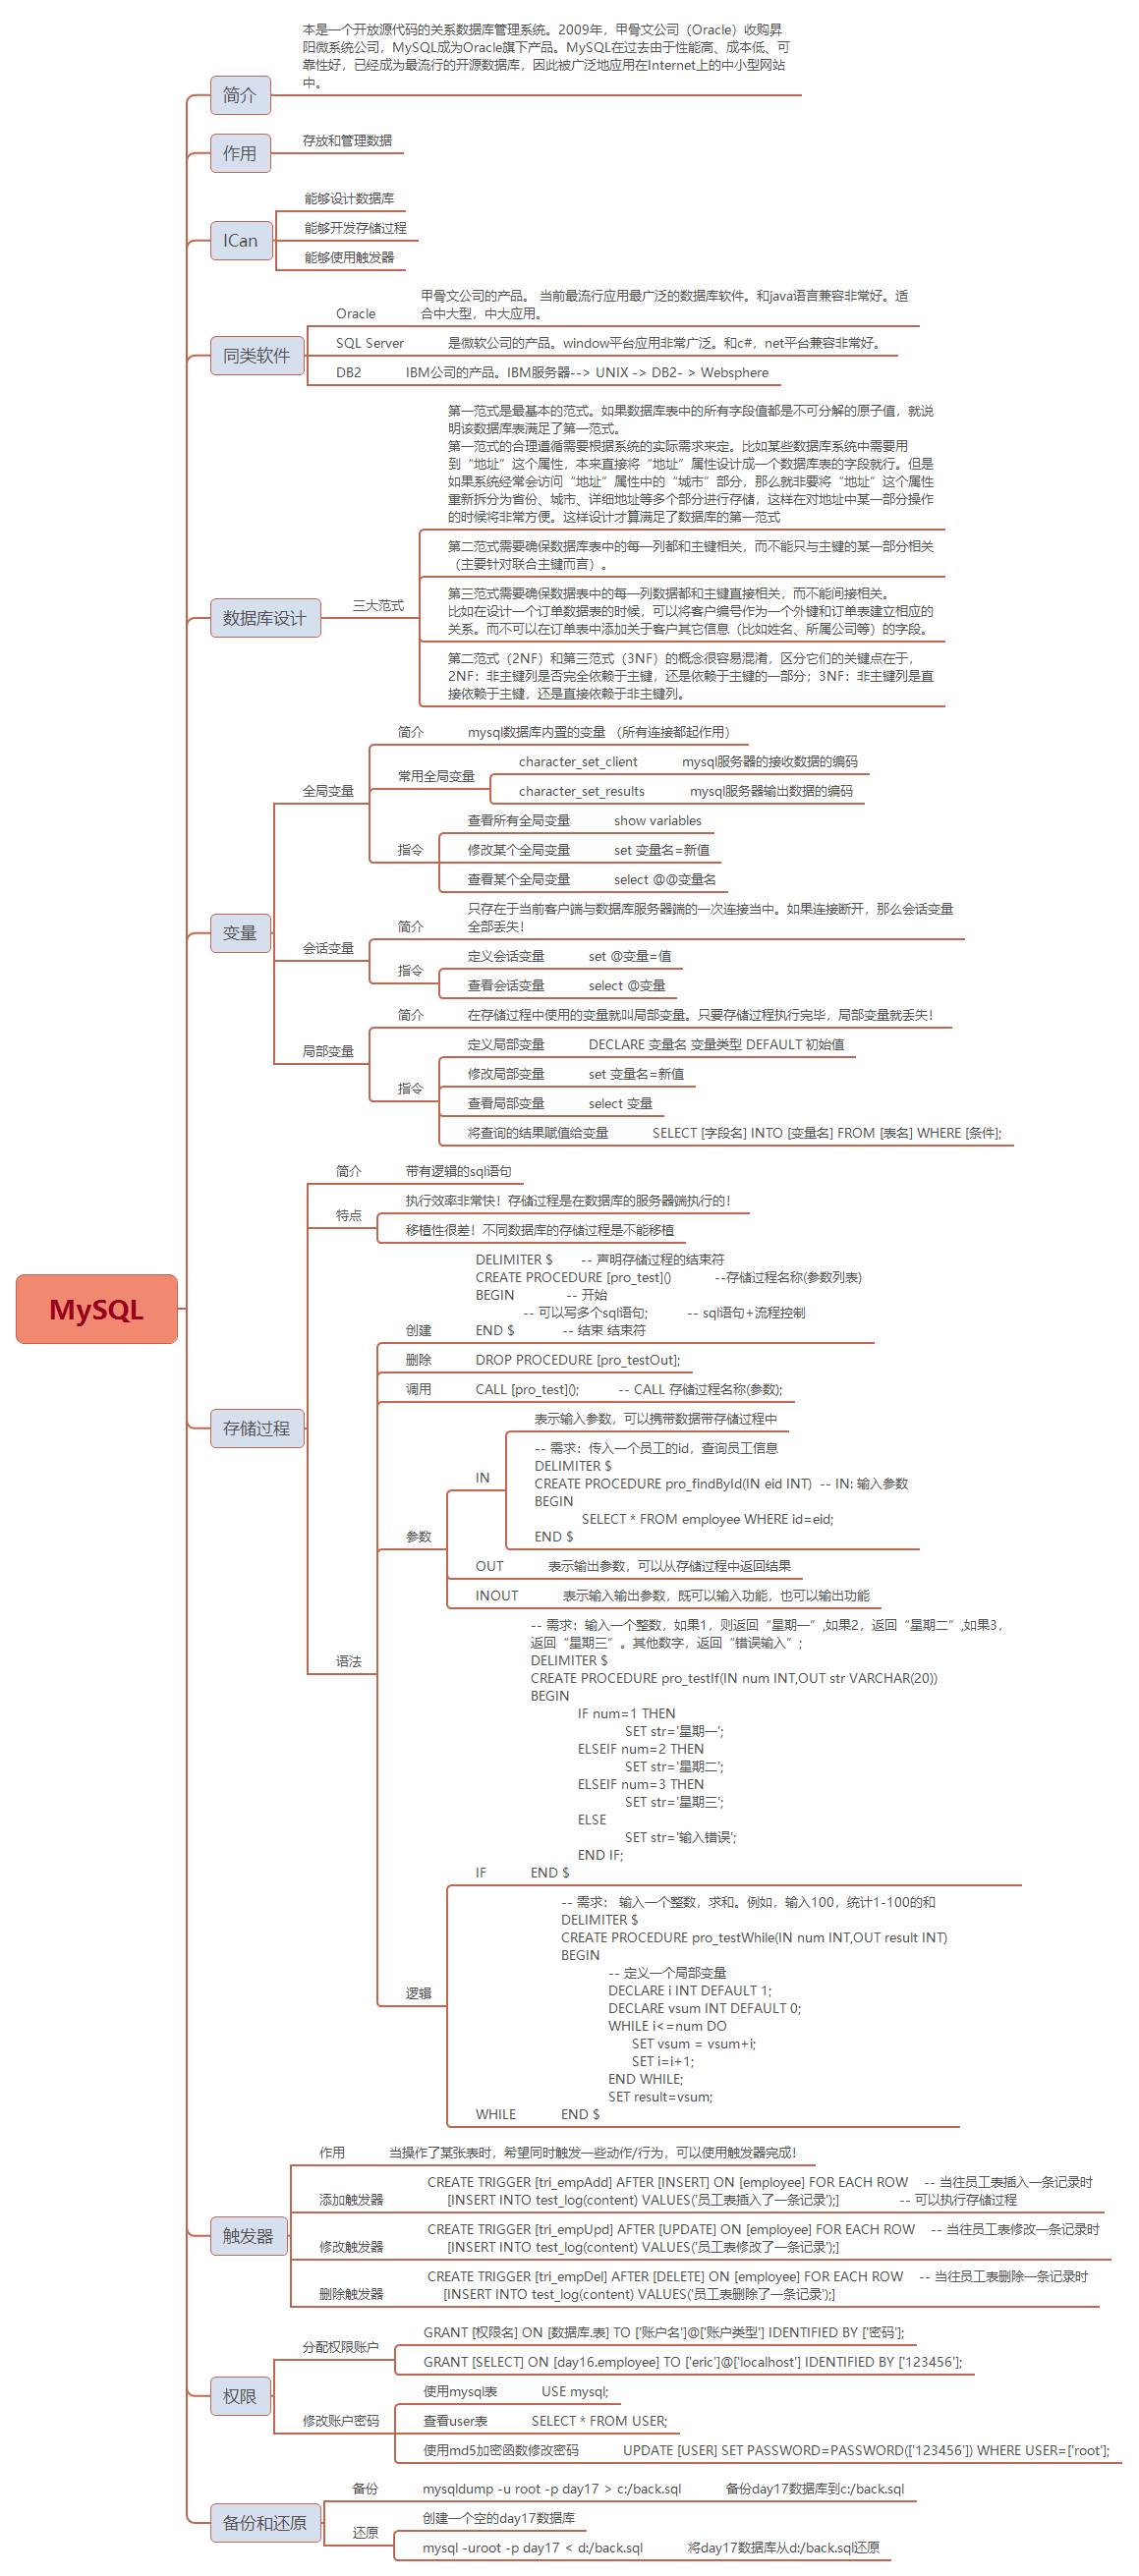 本是一个开放源代码的关系数据库管理系统。2009年，甲骨文公司（Oracle）收购昇
阳微系统公司，MySQL成为Oracle旗下产品。MySQL在过去由于性能高、成本低、可
靠性好，已经成为最流行的开源数据库，因此被广泛地应用在Internet上的中小型网站
中。
简介
存放和管理数据
作用
能够设计数据库
能够开发存储过程
能够使用触发器
ICan
甲骨文公司的产品。 当前最流行应用最广泛的数据库软件。和java语言兼容非常好。适
合中大型，中大应用。
Oracle
SQL Server 是微软公司的产品。window平台应用非常广泛。和c#，net平台兼容非常好。
同类软件
DB2 IBM公司的产品。IBM服务器--> UNIX -> DB2- > Websphere
第一范式是最基本的范式。如果数据库表中的所有字段值都是不可分解的原子值，就说
明该数据库表满足了第一范式。
第一范式的合理遵循需要根据系统的实际需求来定。比如某些数据库系统中需要用
到“地址”这个属性，本来直接将“地址”属性设计成一个数据库表的字段就行。但是
如果系统经常会访问“地址”属性中的“城市”部分，那么就非要将“地址”这个属性
重新拆分为省份、城市、详细地址等多个部分进行存储，这样在对地址中某一部分操作
的时候将非常方便。这样设计才算满足了数据库的第一范式
第二范式需要确保数据库表中的每一列都和主键相关，而不能只与主键的某一部分相关
（主要针对联合主键而言）。
数据库设计
三大范式
第三范式需要确保数据表中的每一列数据都和主键直接相关，而不能间接相关。
比如在设计一个订单数据表的时候，可以将客户编号作为一个外键和订单表建立相应的
关系。而不可以在订单表中添加关于客户其它信息（比如姓名、所属公司等）的字段。
第二范式（2NF）和第三范式（3NF）的概念很容易混淆，区分它们的关键点在于，
2NF：非主键列是否完全依赖于主键，还是依赖于主键的一部分；3NF：非主键列是直
接依赖于主键，还是直接依赖于非主键列。
简介 mysql数据库内置的变量 （所有连接都起作用）
character_set_client mysql服务器的接收数据的编码
常用全局变量
character_set_results mysql服务器输出数据的编码
全局变量
查看所有全局变量 show variables
指令 修改某个全局变量 set 变量名=新值
查看某个全局变量 select @@变量名
只存在于当前客户端与数据库服务器端的一次连接当中。如果连接断开，那么会话变量
全部丢失！
简介
变量
会话变量
定义会话变量 set @变量=值
指令
查看会话变量 select @变量
简介 在存储过程中使用的变量就叫局部变量。只要存储过程执行完毕，局部变量就丢失！
局部变量
定义局部变量 DECLARE 变量名 变量类型 DEFAULT 初始值
修改局部变量 set 变量名=新值
指令
查看局部变量 select 变量
将查询的结果赋值给变量 SELECT [字段名] INTO [变量名] FROM [表名] WHERE [条件];
简介 带有逻辑的sql语句
特点
执行效率非常快！存储过程是在数据库的服务器端执行的！
移植性很差！不同数据库的存储过程是不能移植
MySQL
DELIMITER $ -- 声明存储过程的结束符
CREATE PROCEDURE [pro_test]() --存储过程名称(参数列表)
BEGIN -- 开始
-- 可以写多个sql语句; -- sql语句+流程控制
创建 END $ -- 结束 结束符
删除 DROP PROCEDURE [pro_testOut];
调用 CALL [pro_test](); -- CALL 存储过程名称(参数);
存储过程
表示输入参数，可以携带数据带存储过程中
IN
-- 需求：传入一个员工的id，查询员工信息
DELIMITER $
CREATE PROCEDURE pro_findById(IN eid INT) -- IN: 输入参数
BEGIN
SELECT * FROM employee WHERE id=eid;
END $
参数
OUT 表示输出参数，可以从存储过程中返回结果
INOUT 表示输入输出参数，既可以输入功能，也可以输出功能
语法
-- 需求：输入一个整数，如果1，则返回“星期一”,如果2，返回“星期二”,如果3，
返回“星期三”。其他数字，返回“错误输入”;
DELIMITER $
CREATE PROCEDURE pro_testIf(IN num INT,OUT str VARCHAR(20))
BEGIN
IF num=1 THEN
SET str='星期一';
ELSEIF num=2 THEN
SET str='星期二';
ELSEIF num=3 THEN
SET str='星期三';
ELSE
SET str='输入错误';
END IF;
IF END $
-- 需求： 输入一个整数，求和。例如，输入100，统计1-100的和
DELIMITER $
CREATE PROCEDURE pro_testWhile(IN num INT,OUT result INT)
BEGIN
-- 定义一个局部变量
DECLARE i INT DEFAULT 1;
逻辑
DECLARE vsum INT DEFAULT 0;
WHILE i<=num DO
SET vsum = vsum+i;
SET i=i+1;
END WHILE;
SET result=vsum;
WHILE END $
作用 当操作了某张表时，希望同时触发一些动作/行为，可以使用触发器完成！
CREATE TRIGGER [tri_empAdd] AFTER [INSERT] ON [employee] FOR EACH ROW -- 当往员工表插入一条记录时
添加触发器 [INSERT INTO test_log(content) VALUES('员工表插入了一条记录');] -- 可以执行存储过程
触发器
CREATE TRIGGER [tri_empUpd] AFTER [UPDATE] ON [employee] FOR EACH ROW -- 当往员工表修改一条记录时
修改触发器 [INSERT INTO test_log(content) VALUES('员工表修改了一条记录');]
CREATE TRIGGER [tri_empDel] AFTER [DELETE] ON [employee] FOR EACH ROW -- 当往员工表删除一条记录时
删除触发器 [INSERT INTO test_log(content) VALUES('员工表删除了一条记录');]
GRANT [权限名] ON [数据库.表] TO ['账户名']@['账户类型'] IDENTIFIED BY ['密码'];
分配权限账户
GRANT [SELECT] ON [day16.employee] TO ['eric']@['localhost'] IDENTIFIED BY ['123456'];
权限
使用mysql表 USE mysql;
修改账户密码 查看user表 SELECT * FROM USER;
使用md5加密函数修改密码 UPDATE [USER] SET PASSWORD=PASSWORD(['123456']) WHERE USER=['root'];
备份 mysqldump -u root -p day17 > c:/back.sql 备份day17数据库到c:/back.sql
备份和还原
创建一个空的day17数据库
还原
mysql -uroot -p day17 < d:/back.sql 将day17数据库从d:/back.sql还原